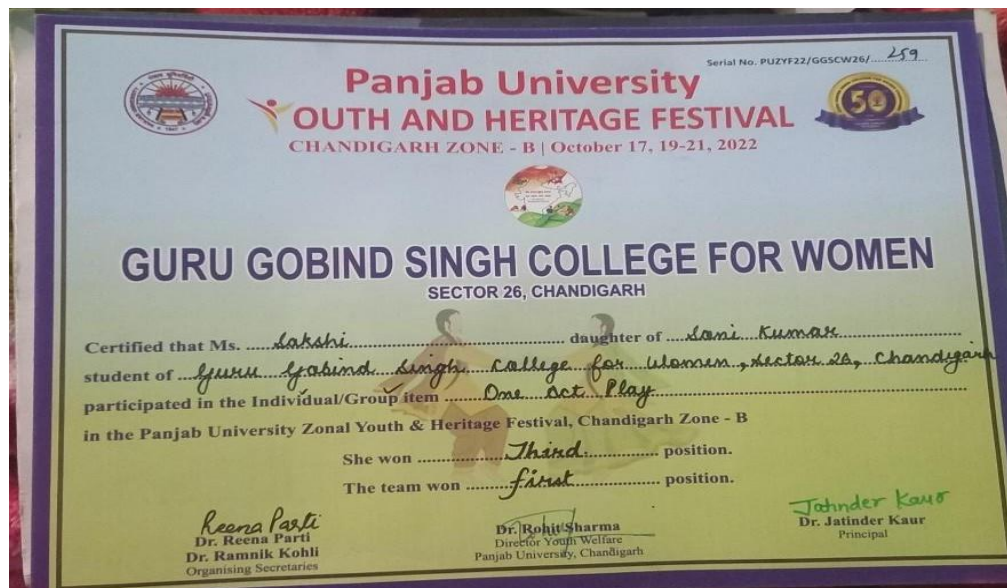 Serial No. PUZYF22/GGSCW26/........259..
Panjab University
YOUTH AND HERITAGE FESTIVAL
CHANDIGARH ZONE - B | October 17, 19-21, 2022
50
GURU GOBIND SINGH COLLEGE FOR WOMEN
SECTOR 26, CHANDIGARH
Certified that Ms. Sakshi daughter of Sani Kumar
student of Guru Gobind Singh College for Women, Sector 26, Chandigarh
participated in the Individual/Group item One Act Play
in the Panjab University Zonal Youth & Heritage Festival, Chandigarh Zone - B
She won Third position.
The team won first position.
Reena Parti
Dr. Reena Parti
Dr. Ramnik Kohli
Organising Secretaries
Dr. Rohit Sharma
Director Youth Welfare
Panjab University, Chandigarh
Jatinder Kaur
Dr. Jatinder Kaur
Principal